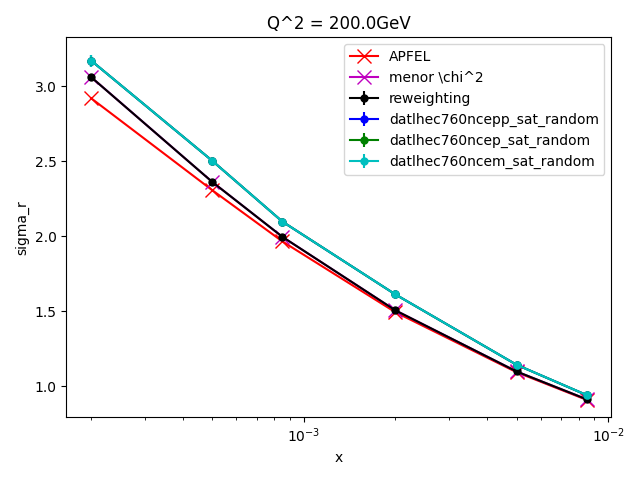 Q^2 = 200.0GeV
APFEL
menor \chi^2
reweighting
datlhec760ncepp_sat_random
datlhec760ncep_sat_random
datlhec760ncem_sat_random
sigma_r
3.0
2.5
2.0
1.5
1.0
10⁻³
10⁻²
x